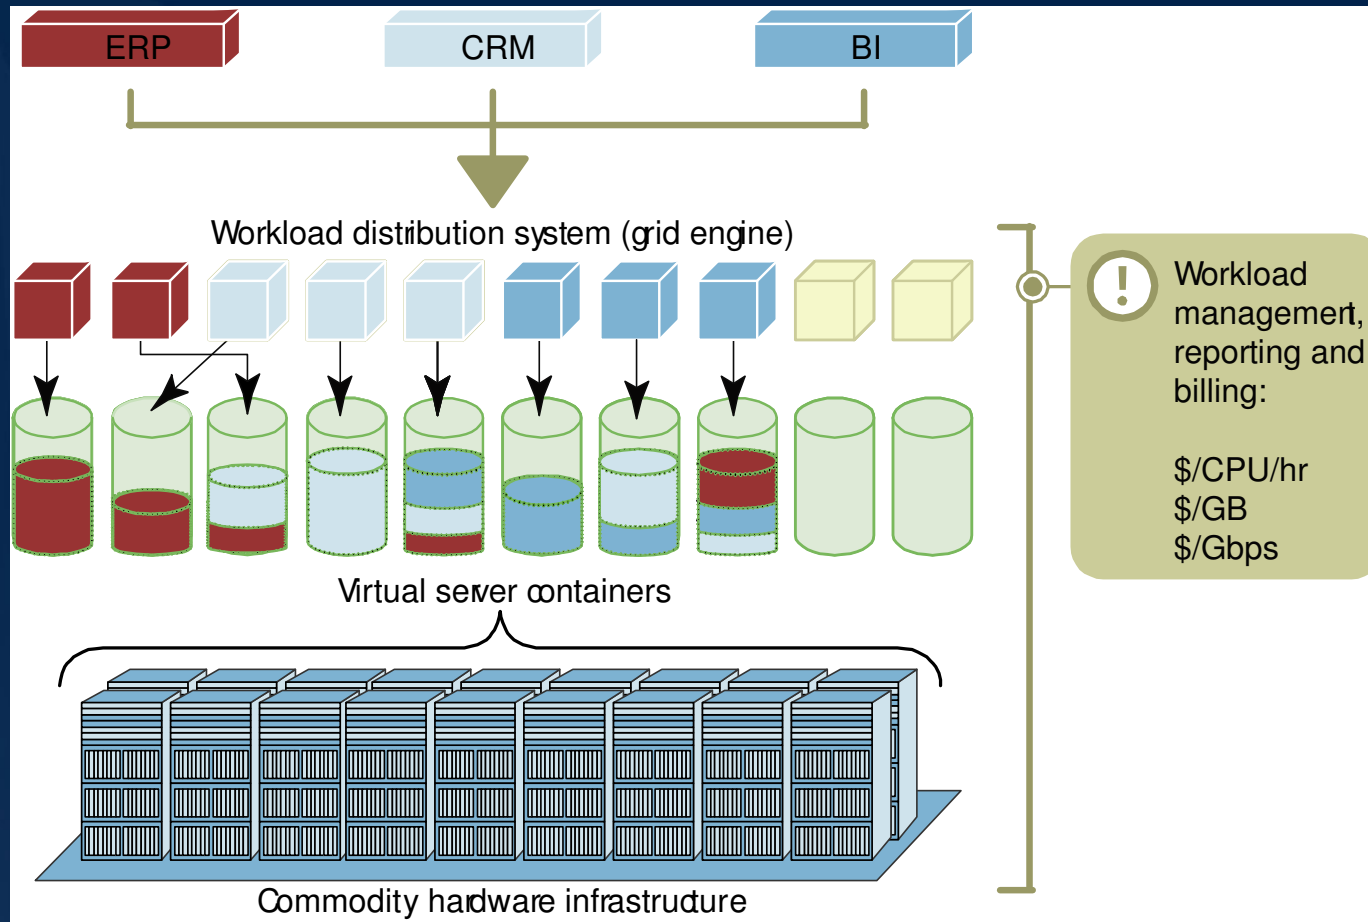 ERP
CRM
BI
Workload distribution system (grid engine)
!
Workload
management,
reporting and
billing:
$/CPU/hr
$/GB
$/Gbps
Virtual server containers
Commodity hardware infrastructure